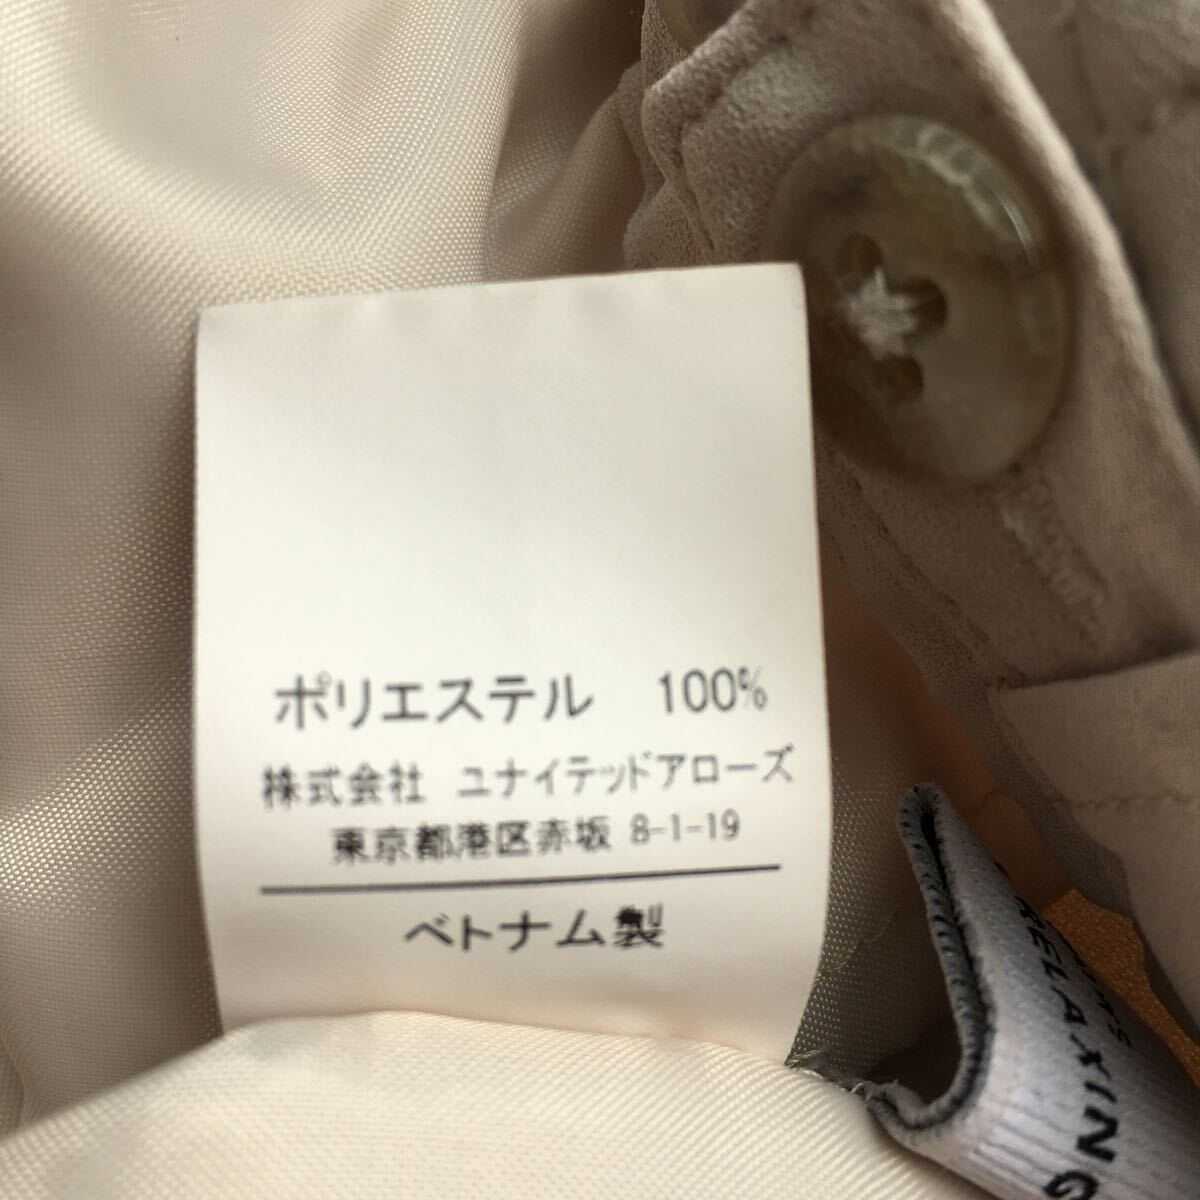 ポリエステル 100%
株式会社 ユナイテッドアローズ
東京都港区赤坂 8-1-19
ベトナム製
RELAXING